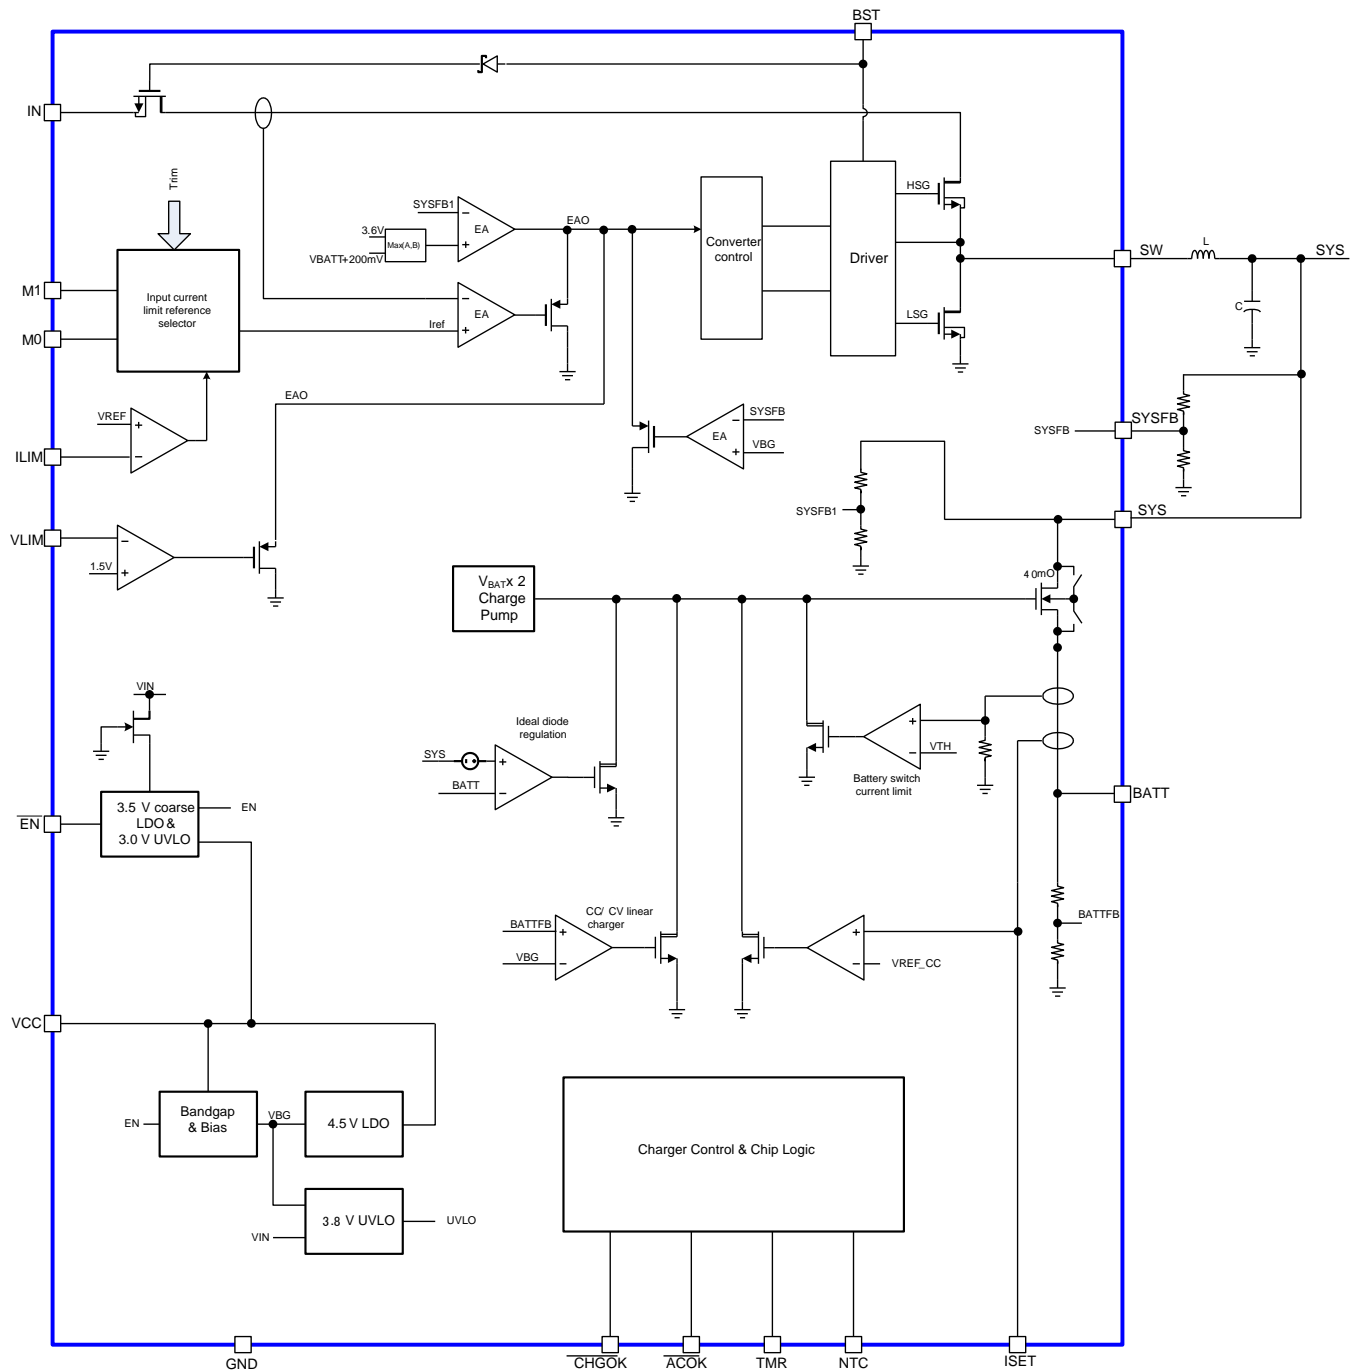 BST
IN
Trim
HSG
SYSFB1
EA
EAO
3.6V
Max(A,B)
VBATT+200mV
Converter
control
Driver
SW
L
SYS
M1
Input current
limit reference
selector
C
Iref
EA
LSG
M0
EAO
VREF
SYSFB
EA
VBG
SYSFB
SYSFB
ILIM
SYSFB1
SYS
VLIM
1.5V
40mO
VBATx 2
Charge
Pump
VIN
Ideal diode
regulation
SYS
BATT
VTH
Battery switch
current limit
BATT
3.5 V coarse
LDO &
3.0 V UVLO
EN
EN
CC/ CV linear
charger
BATTFB
VBG
VREF_CC
BATTFB
VCC
Bandgap
& Bias
EN
VBG
4.5 V LDO
Charger Control & Chip Logic
3.8 V UVLO
UVLO
VIN
GND
CHGOK
ACOK
TMR
NTC
ISET